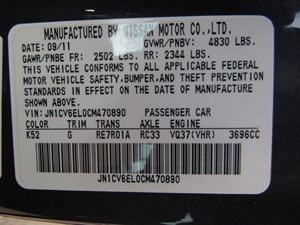 MANUFACTURED BY NISSAN MOTOR CO., LTD.
DATE: 09/11 GVWR/PNBV: 4830 LBS.
GAWR/PNBE FR: 2502 LBS. RR: 2344 LBS.
THIS VEHICLE CONFORMS TO ALL APPLICABLE FEDERAL
MOTOR VEHICLE SAFETY, BUMPER, AND THEFT PREVENTION
STANDARDS IN EFFECT ON THE DATE OF MANUFACTURE
SHOWN ABOVE.
VIN: JN1CV6EL0CM470890 PASSENGER CAR
COLOR TRIM TRANS AXLE ENGINE
K52 G RE7R01A RC33 VQ37(VHR) 3696CC
JN1CV6EL0CM470890